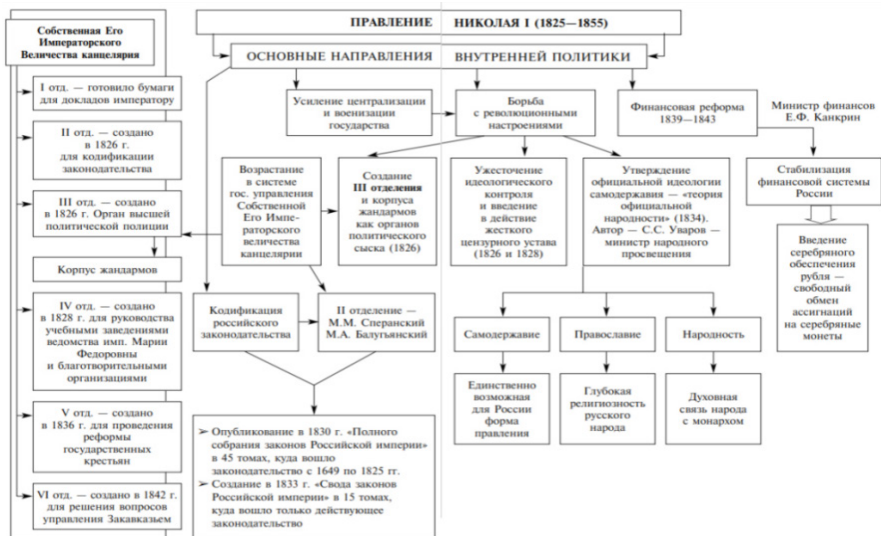 Собственная Его
Императорского
Величества канцелярия
I отд. — готовило бумаги
для докладов императору
II отд. — создано
в 1826 г.
для кодификации
законодательства
III отд. — создано
в 1826 г. Орган высшей
политической полиции
Корпус жандармов
IV отд. — создано
в 1828 г. для руководства
учебными заведениями
ведомства имп. Марии
Федоровны
и благотворительными
организациями
V отд. — создано
в 1836 г. для проведения
реформы
государственных
крестьян
VI отд. — создано в 1842 г.
для решения вопросов
управления Закавказьем
ПРАВЛЕНИЕ НИКОЛАЯ I (1825—1855)
ОСНОВНЫЕ НАПРАВЛЕНИЯ ВНУТРЕННЕЙ ПОЛИТИКИ
Усиление централизации
и военизации
государства
Борьба
с революционными
настроениями
Финансовая реформа
1839—1843
Министр финансов
Е.Ф. Канкрин
Возрастание
в системе
гос. управления
Собственной
Его Импе-
раторского
величества
канцелярии
Создание
III отделения
и корпуса
жандармов
как органов
политического
сыска (1826)
Ужесточение
идеологического
контроля
и введение
в действие
жесткого
цензурного устава
(1826 и 1828)
Утверждение
официальной идеологии
самодержавия — «теория
официальной
народности» (1834).
Автор — С.С. Уваров —
министр народного
просвещения
Стабилизация
финансовой системы
России
Введение
серебряного
обеспечения
рубля —
свободный
обмен
ассигнаций
на серебряные
монеты
Кодификация
российского
законодательства
II отделение —
М.М. Сперанский
М.А. Балугьянский
Самодержавие
Православие
Народность
Единственно
возможная
для России
форма
правления
Глубокая
религиозность
русского
народа
Духовная
связь народа
с монархом
➢ Опубликование в 1830 г. «Полного
собрания законов Российской империи»
в 45 томах, куда вошло
законодательство с 1649 по 1825 гг.
➢ Создание в 1833 г. «Свода законов
Российской империи» в 15 томах,
куда вошло только действующее
законодательство